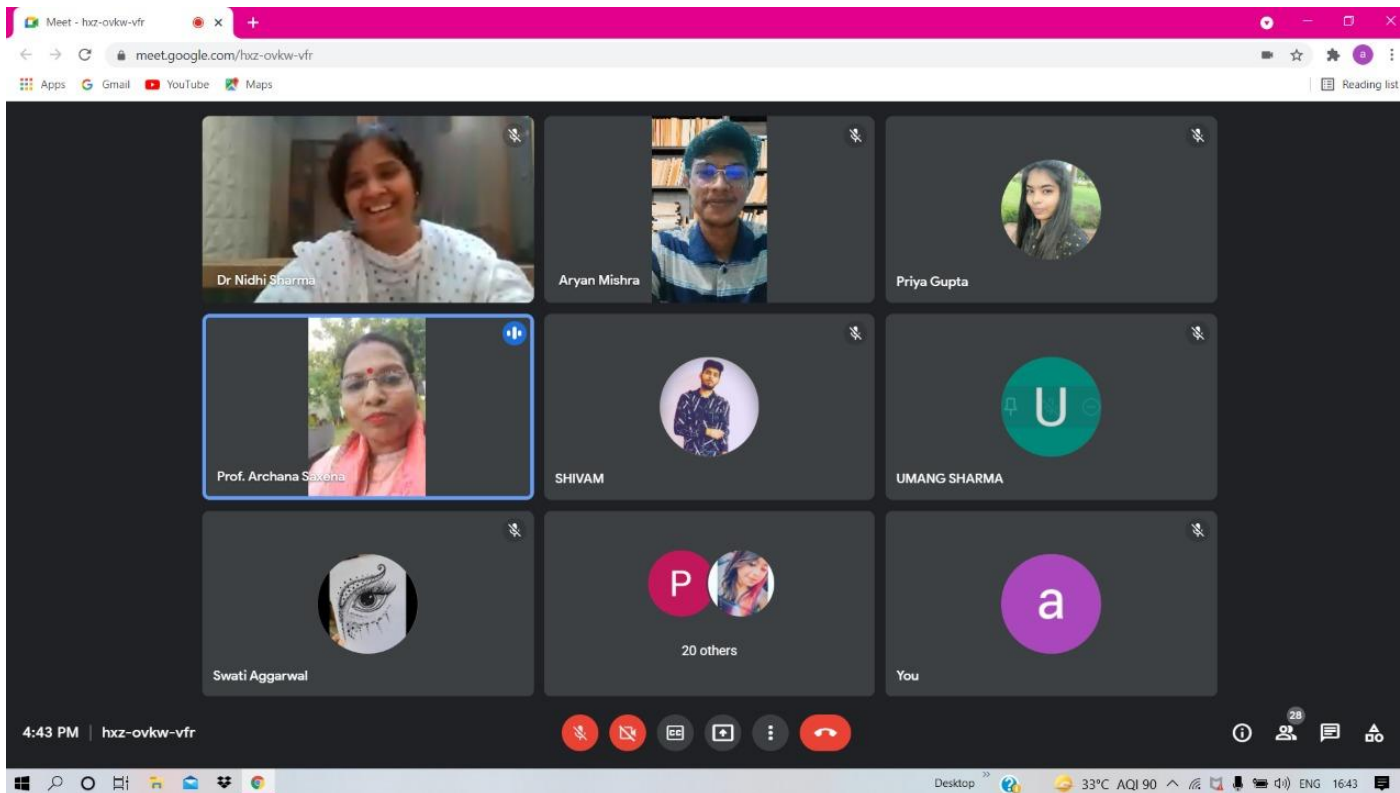 Meet - hxz-ovkw-vfr
meet.google.com/hxz-ovkw-vfr
a
Apps Gmail YouTube Maps
Reading list
Dr Nidhi Sharma
Aryan Mishra
Priya Gupta
Prof. Archana Saxena
SHIVAM
U
UMANG SHARMA
Swati Aggarwal
P
20 others
a
You
4:43 PM | hxz-ovkw-vfr
CC
28
Desktop
33°C AQI 90
ENG 16:43